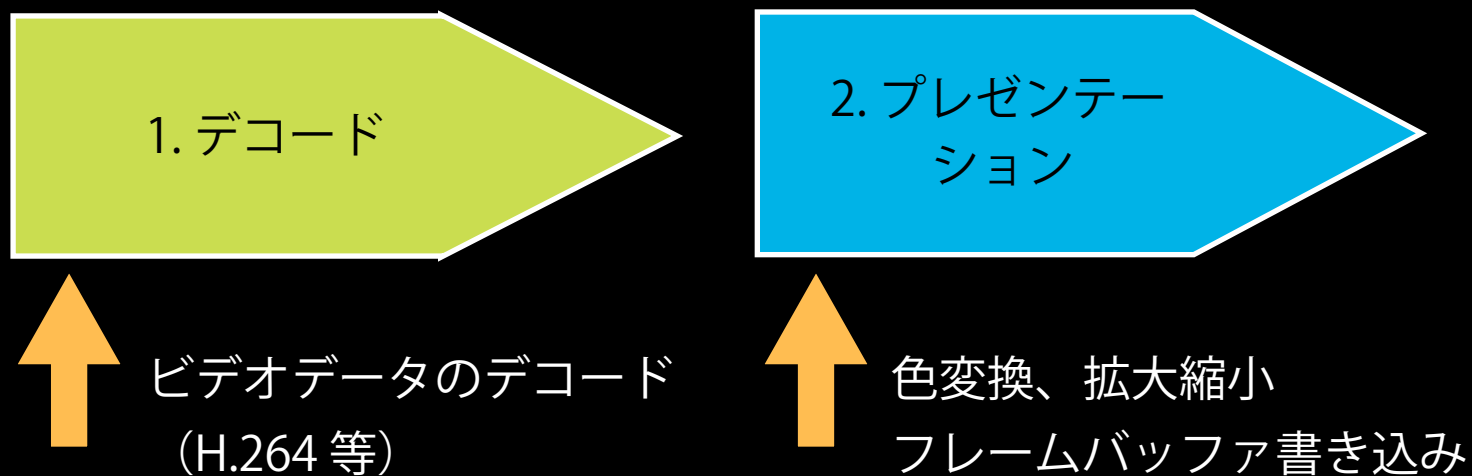 1. デコード
2. プレゼンテー
ション
ビデオデータのデコード
（H.264 等）
色変換、拡大縮小
フレームバッファ書き込み